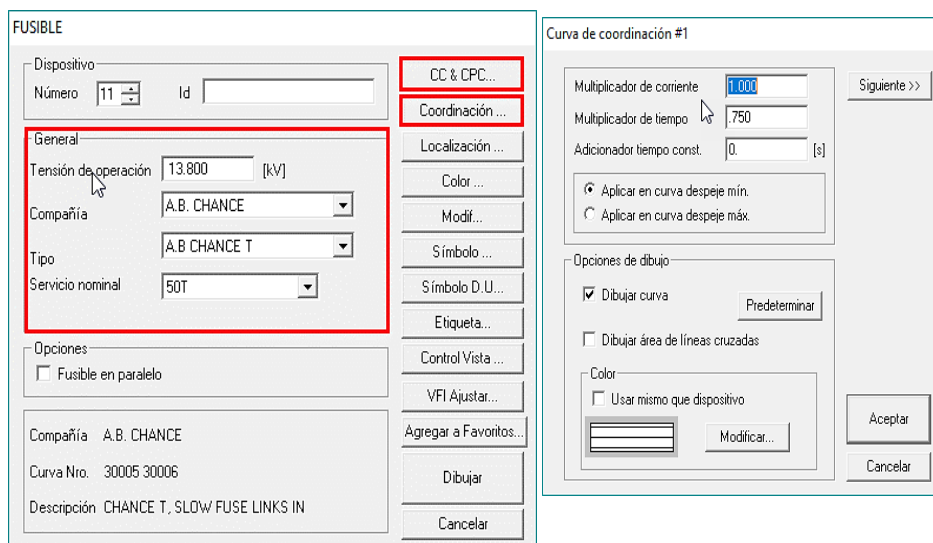 FUSIBLE
Dispositivo
Número 11 Id
General
Tensión de operación 13.800 [kV]
Compañía A.B. CHANCE
Tipo A.B CHANCE T
Servicio nominal 50T
Opciones
Fusible en paralelo
Compañía A.B. CHANCE
Curva Nro. 30005 30006
Descripción CHANCE T, SLOW FUSE LINKS IN
CC & CPC...
Coordinación ...
Localización ...
Color ...
Modif...
Símbolo ...
Símbolo D.U...
Etiqueta...
Control Vista ...
VFI Ajustar...
Agregar a Favoritos...
Dibujar
Cancelar
Curva de coordinación #1
Multiplicador de corriente 1.000
Multiplicador de tiempo .750
Adicionador tiempo const. 0. [s]
Aplicar en curva despeje mín.
Aplicar en curva despeje máx.
Opciones de dibujo
Dibujar curva
Predeterminar
Dibujar área de líneas cruzadas
Color
Usar mismo que dispositivo
Modificar...
Siguiente >>
Aceptar
Cancelar